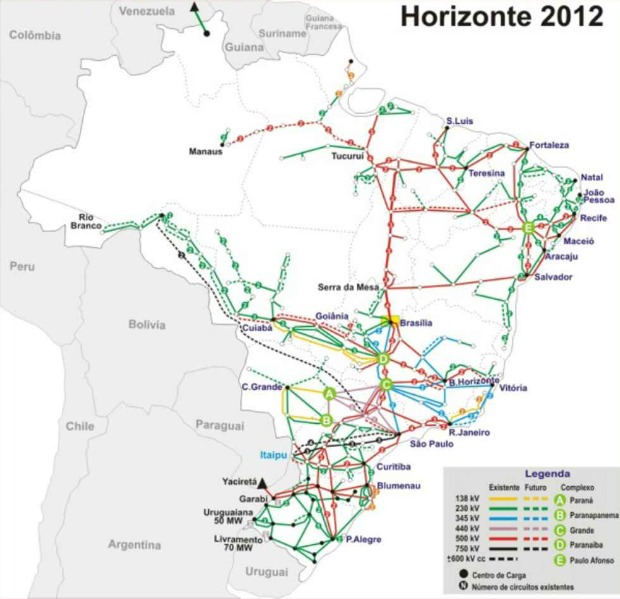 Horizonte 2012
Venezuela
Colômbia
Guiana
Suriname
Guiana
Francesa
S.Luis
Manaus
Tucuruí
Fortaleza
Teresina
Natal
João
Pessoa
Recife
Rio
Branco
E
Maceió
Aracaju
Peru
Salvador
Serra da Mesa
Bolívia
Goiânia
Brasília
Cuiabá
D
C.Grande
A
C
B.Horizonte
Vitória
Chile
Paraguai
B
R.Janeiro
São Paulo
Itaipu
Curitiba
Yaciretá
Blumenau
Garabi
Uruguaiana
50 MW
Livramento
70 MW
P.Alegre
Argentina
Uruguai
Legenda
Existente Futuro Complexo
138 kV A Paraná
230 kV B Paranapanema
345 kV
440 kV C Grande
500 kV D Paranaíba
750 kV
±600 kV cc E Paulo Afonso
Centro de Carga
N Número de circuitos existentes